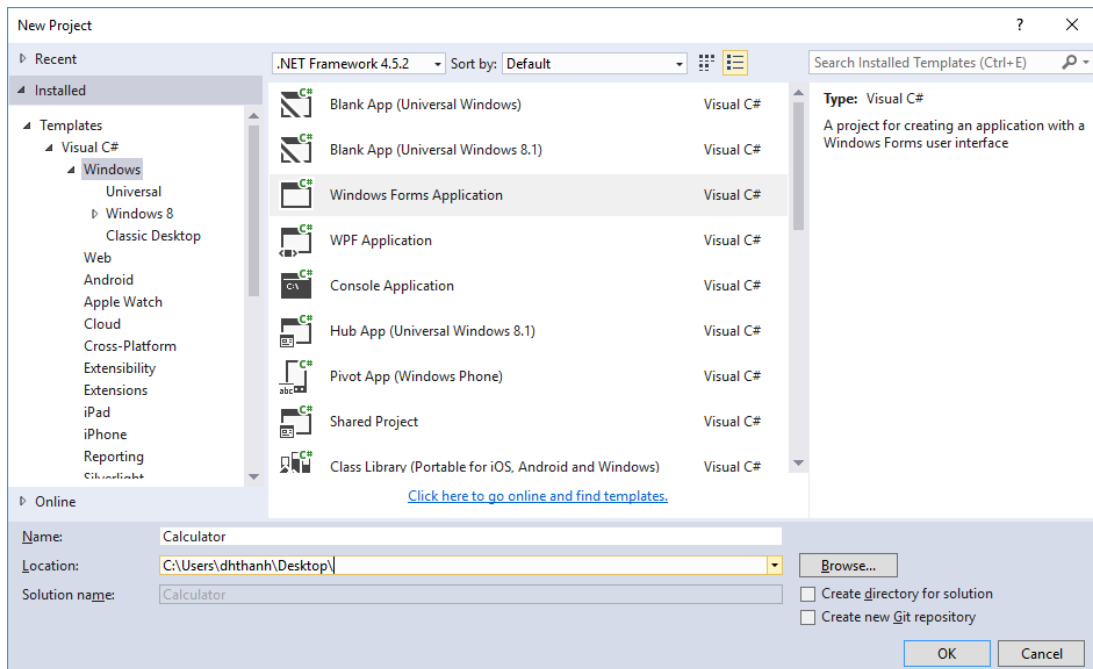 New Project
?
Recent
Installed
Templates
Visual C#
Windows
Universal
Windows 8
Classic Desktop
Web
Android
Apple Watch
Cloud
Cross-Platform
Extensibility
Extensions
iPad
iPhone
Reporting
Silverlight
Online
.NET Framework 4.5.2 Sort by: Default
C# Blank App (Universal Windows) Visual C#
C# Blank App (Universal Windows 8.1) Visual C#
C# Windows Forms Application Visual C#
C# WPF Application Visual C#
C# C:\ Console Application Visual C#
C# Hub App (Universal Windows 8.1) Visual C#
C# abc Pivot App (Windows Phone) Visual C#
C# Shared Project Visual C#
C# Class Library (Portable for iOS, Android and Windows) Visual C#
Click here to go online and find templates.
Search Installed Templates (Ctrl+E)
Type: Visual C#
A project for creating an application with a
Windows Forms user interface
Name: Calculator
Location: C:\Users\dhthanh\Desktop\ Browse...
Solution name: Calculator
Create directory for solution
Create new Git repository
OK Cancel